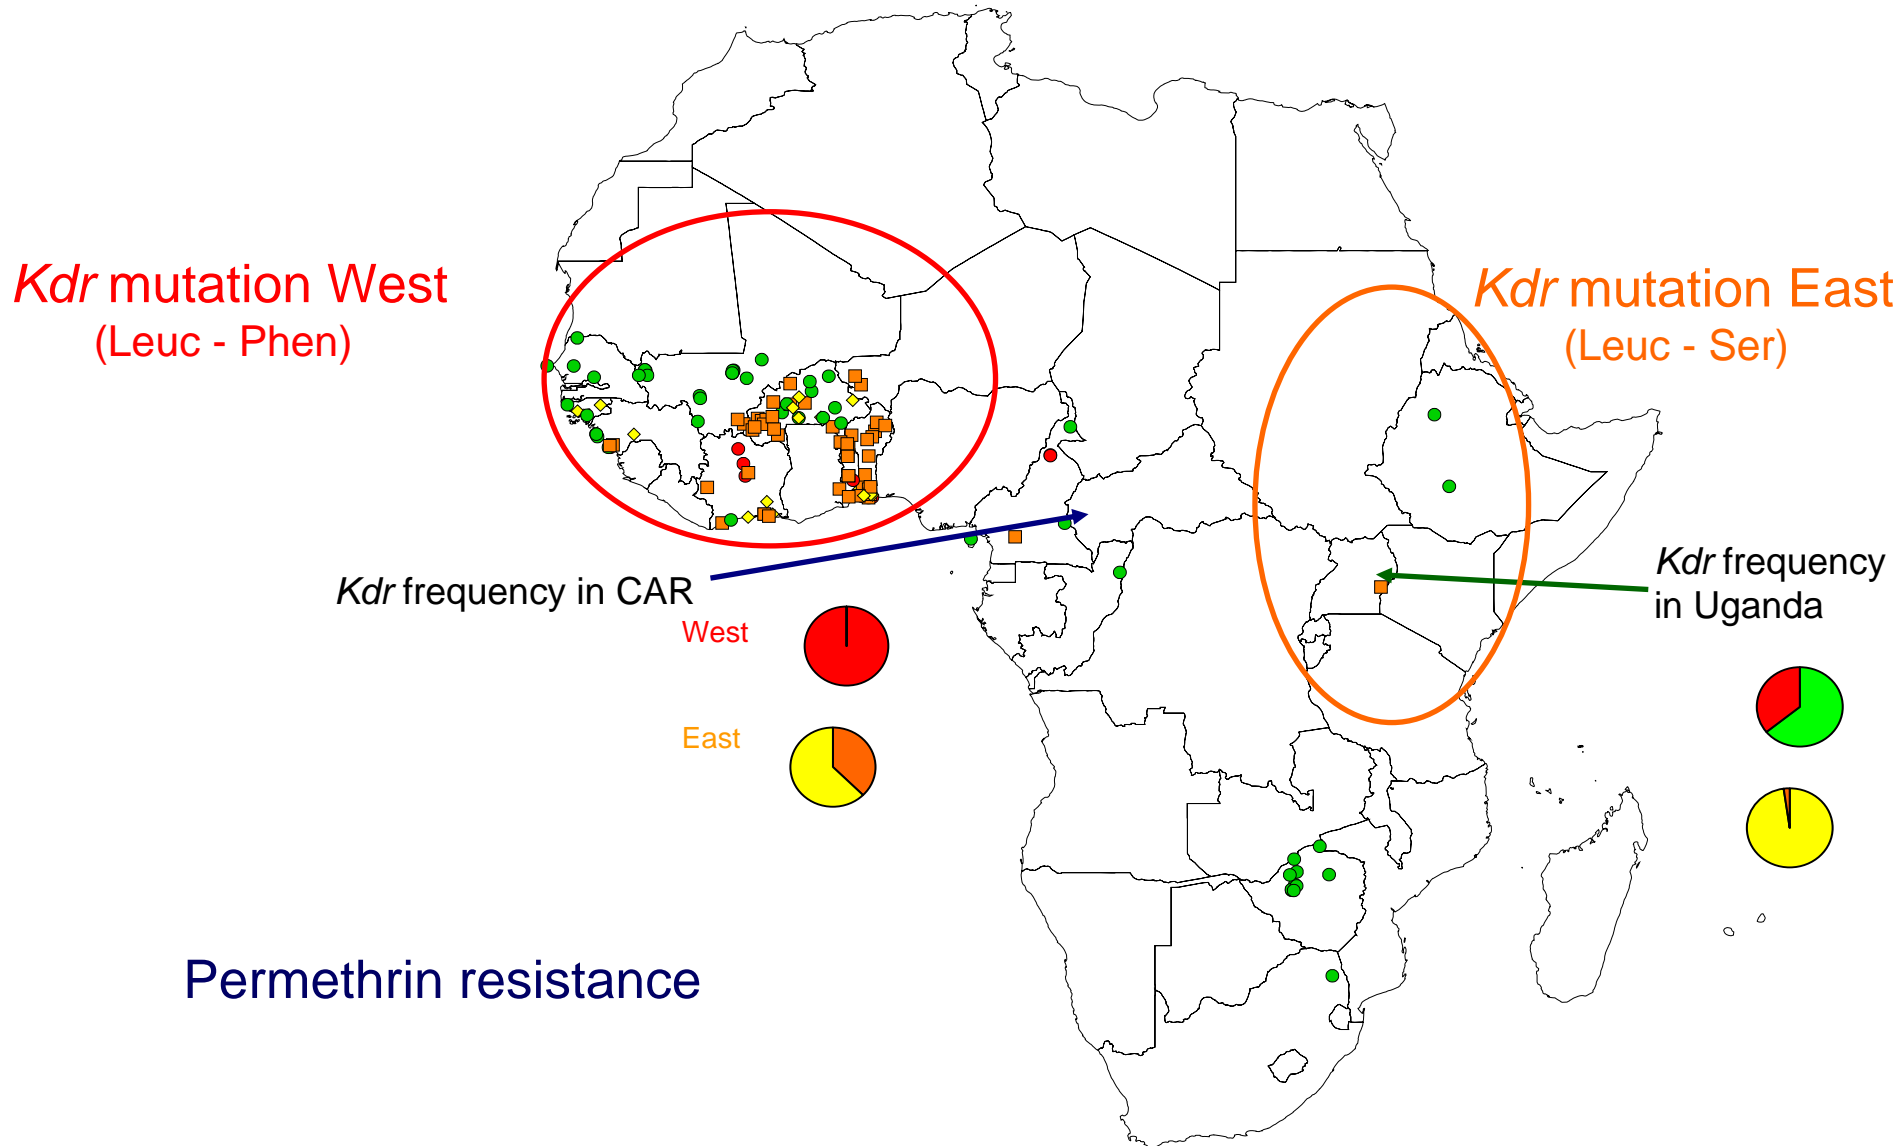 Kdr mutation West
(Leuc - Phen)
Kdr mutation East
(Leuc - Ser)
Kdr frequency in CAR
West
East
Kdr frequency
in Uganda
Permethrin resistance